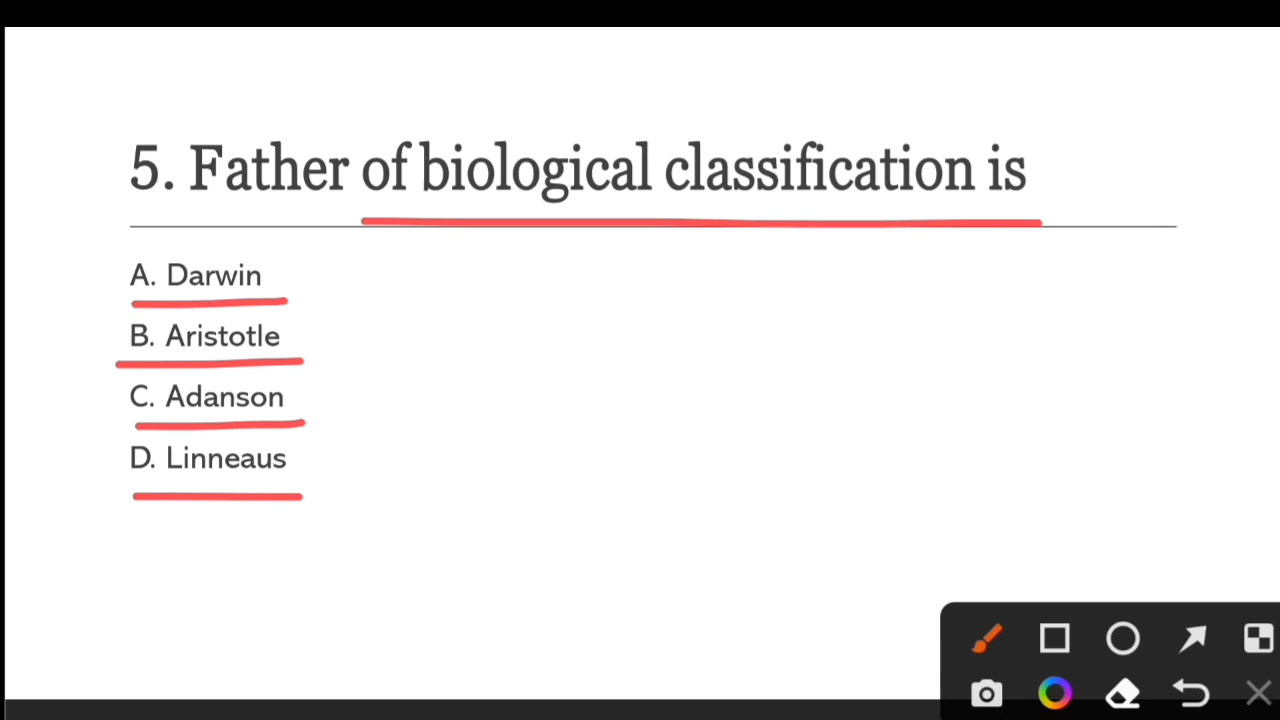 5. Father of biological classification is
A. Darwin
B. Aristotle
C. Adanson
D. Linneaus